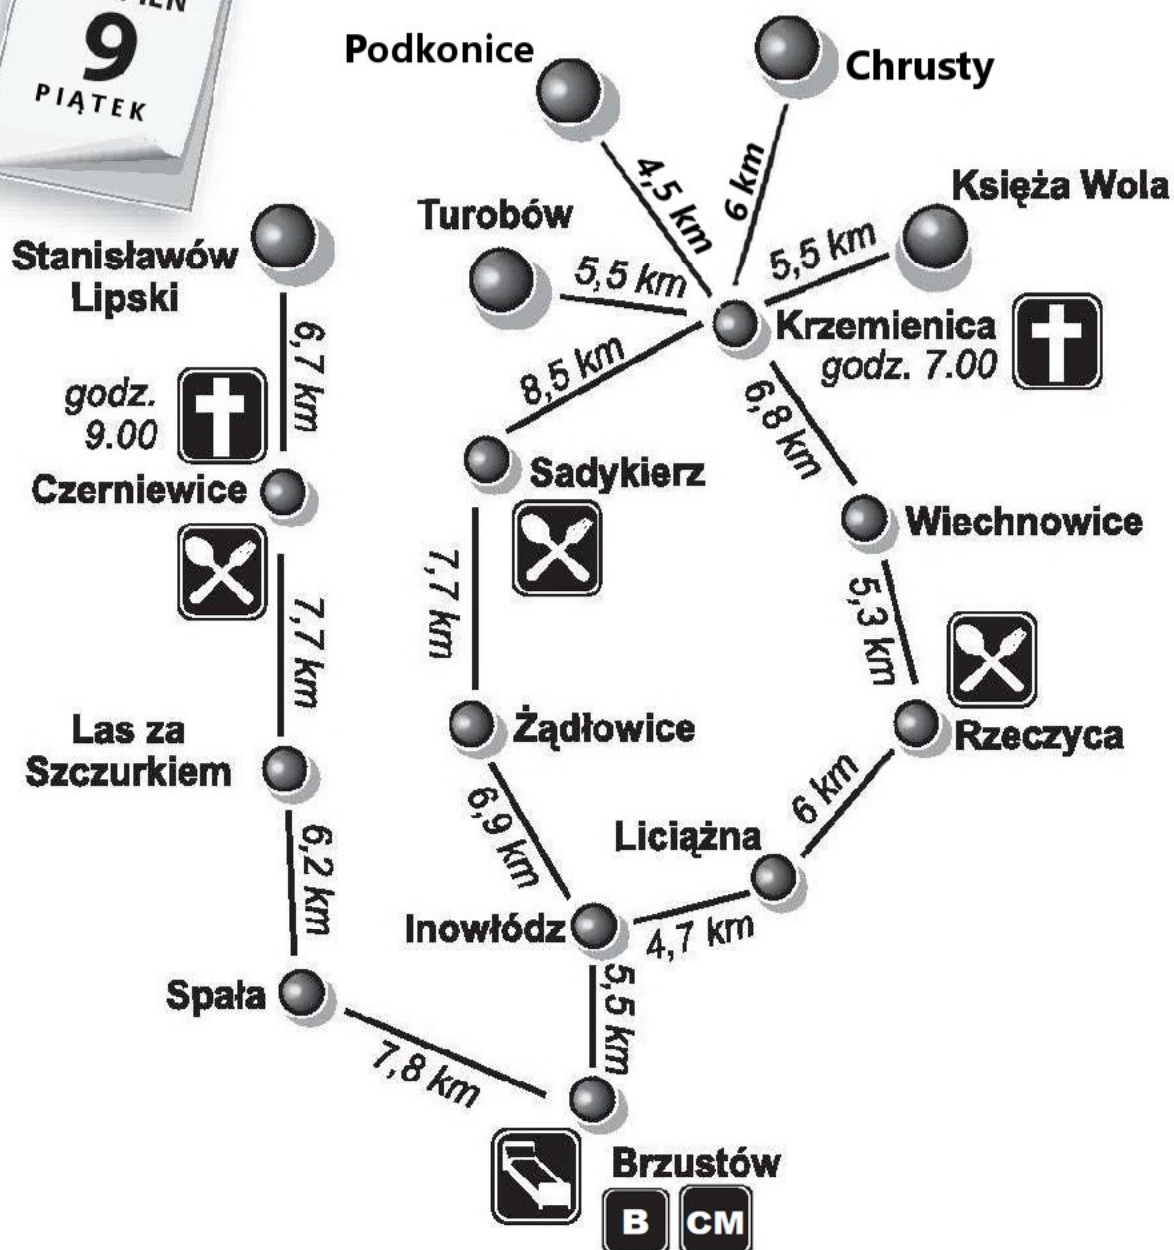 9
PIĄTEK
Podkonice
Chrusty
4,5 km
6 km
Księża Wola
Turobów
5,5 km
5,5 km
Stanisławów
Lipski
6,7 km
Krzemienica
godz. 7.00
8,5 km
6,8 km
godz.
9.00
Czerniewice
Sadykierz
Wiechnowice
7,7 km
7,7 km
5,3 km
Las za
Szczurkiem
Żądłowice
Rzeczyca
6 km
6,9 km
6,2 km
Liciążna
Inowłódz
4,7 km
5,5 km
Spała
7,8 km
Brzustów
B
CM